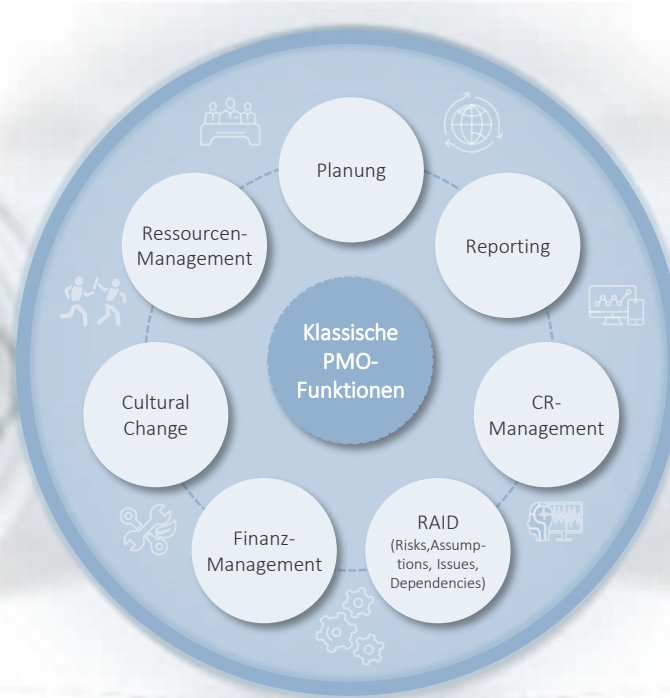 Planung
Reporting
CR-
Management
RAID
(Risks,Assump-
tions, Issues,
Dependencies)
Finanz-
Management
Cultural
Change
Ressourcen-
Management
Klassische
PMO-
Funktionen